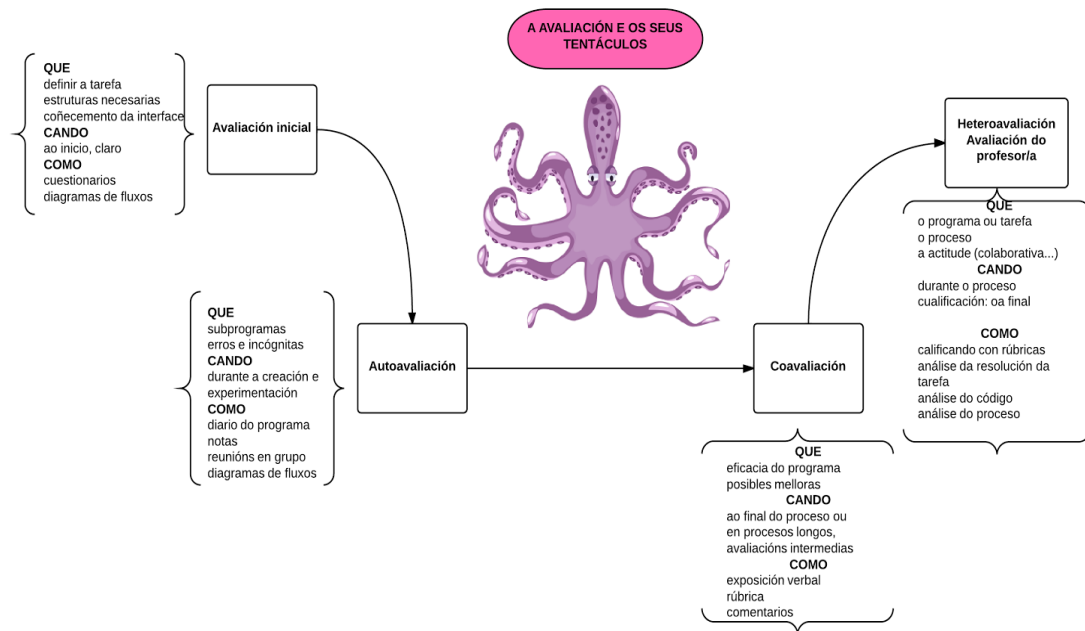 A AVALIACIÓN E OS SEUS
TENTÁCULOS
QUE
definir a tarefa
estruturas necesarias
coñecemento da interface
CANDO
ao inicio, claro
COMO
cuestionarios
diagramas de fluxos
Avaliación inicial
QUE
subprogramas
erros e incógnitas
CANDO
durante a creación e
experimentación
COMO
diario do programa
notas
reunións en grupo
diagramas de fluxos
Autoavaliación
Coavaliación
QUE
eficacia do programa
posibles melloras
CANDO
ao final do proceso ou
en procesos longos,
avaliacións intermedias
COMO
exposición verbal
rúbrica
comentarios
Heteroavaliación
Avaliación do
profesor/a
QUE
o programa ou tarefa
o proceso
a actitude (colaborativa...)
CANDO
durante o proceso
cualificación: oa final
COMO
calificando con rúbricas
análise da resolución da
tarefa
análise do código
análise do proceso